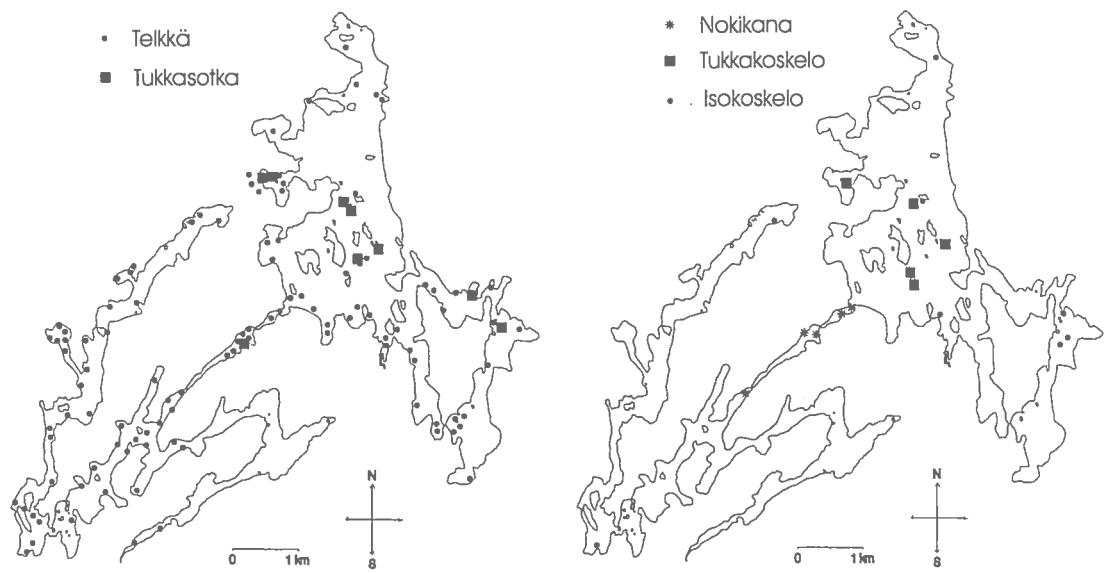 Telkkä
Tukkasotka
N
S
0 1 km
Nokikana
Tukkakoskelo
Isokoskelo
N
S
0 1 km